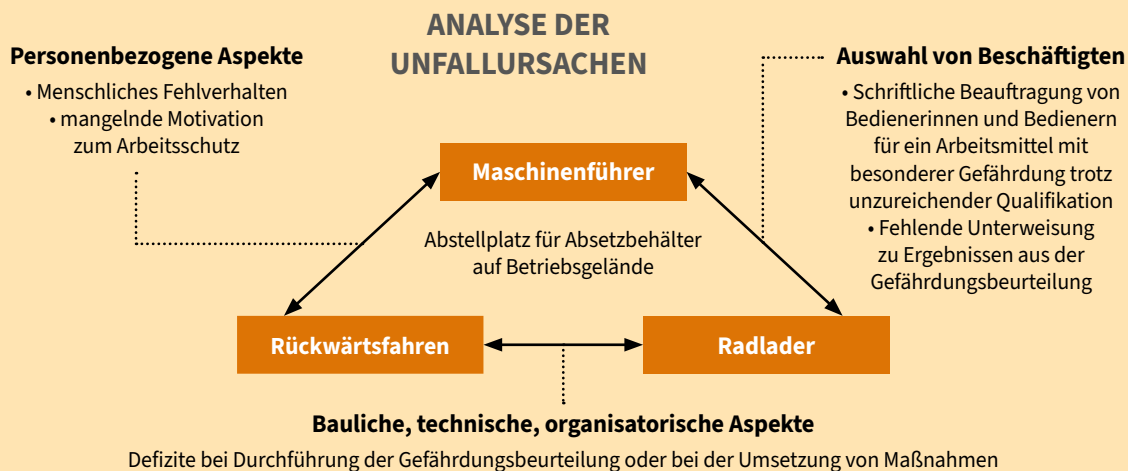 ANALYSE DER
UNFALLURSACHEN
Personenbezogene Aspekte
• Menschliches Fehlverhalten
• mangelnde Motivation
zum Arbeitsschutz
Auswahl von Beschäftigten
• Schriftliche Beauftragung von
Bedienerinnen und Bedienern
für ein Arbeitsmittel mit
besonderer Gefährdung trotz
unzureichender Qualifikation
• Fehlende Unterweisung
zu Ergebnissen aus der
Gefährdungsbeurteilung
Maschinenführer
Abstellplatz für Absetzbehälter
auf Betriebsgelände
Rückwärtsfahren
Radlader
Bauliche, technische, organisatorische Aspekte
Defizite bei Durchführung der Gefährdungsbeurteilung oder bei der Umsetzung von Maßnahmen